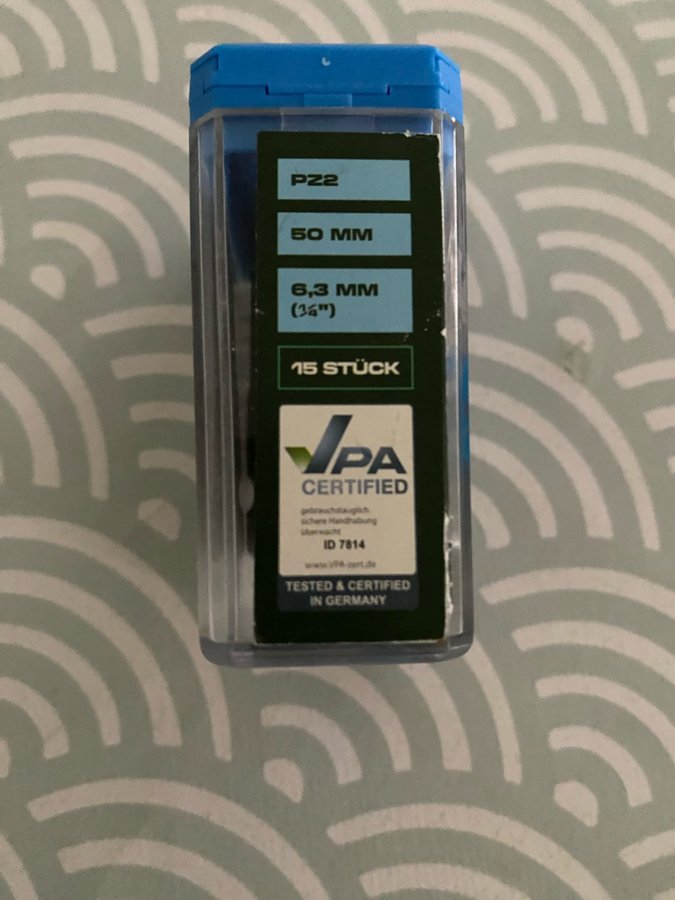 PZ2
50 MM
6,3 MM
(¼")
15 STÜCK
VPA
CERTIFIED
gebrauchstauglich
sichere Handhabung
überwacht
ID 7814
www.VPA-cert.de
TESTED & CERTIFIED
IN GERMANY